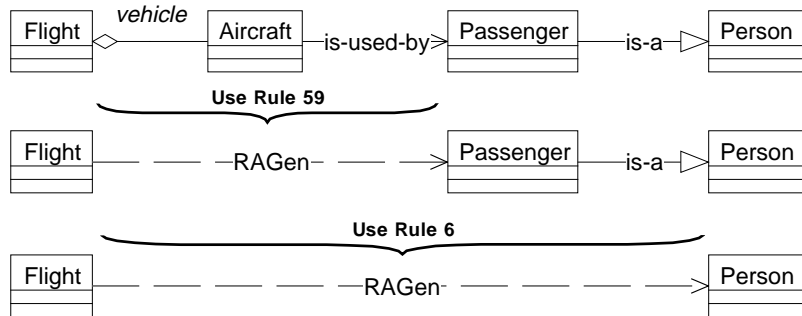 vehicle
Flight Aircraft is-used-by Passenger is-a Person
Use Rule 59
Flight RAGen Passenger is-a Person
Use Rule 6
Flight RAGen Person